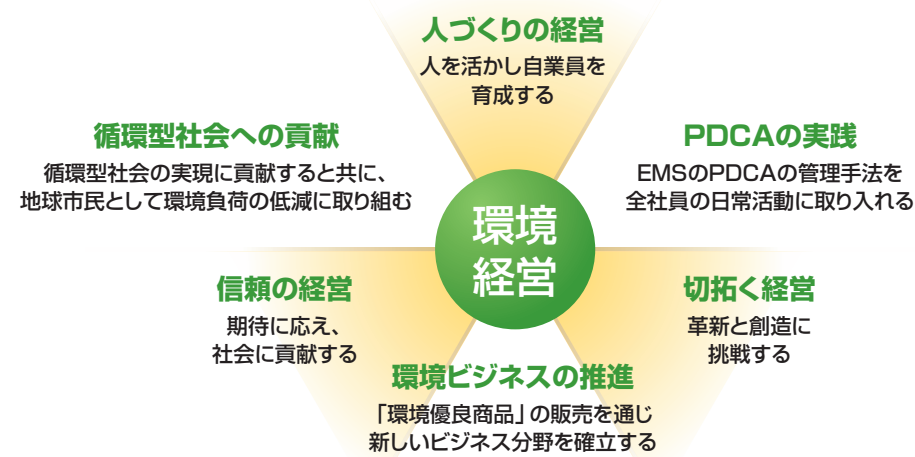 人づくりの経営
人を活かし自業員を
育成する
循環型社会への貢献
循環型社会の実現に貢献すると共に、
地球市民として環境負荷の低減に取り組む
PDCAの実践
EMSのPDCAの管理手法を
全社員の日常活動に取り入れる
環境
経営
信頼の経営
期待に応え、
社会に貢献する
切拓く経営
革新と創造に
挑戦する
環境ビジネスの推進
「環境優良商品」の販売を通じ
新しいビジネス分野を確立する